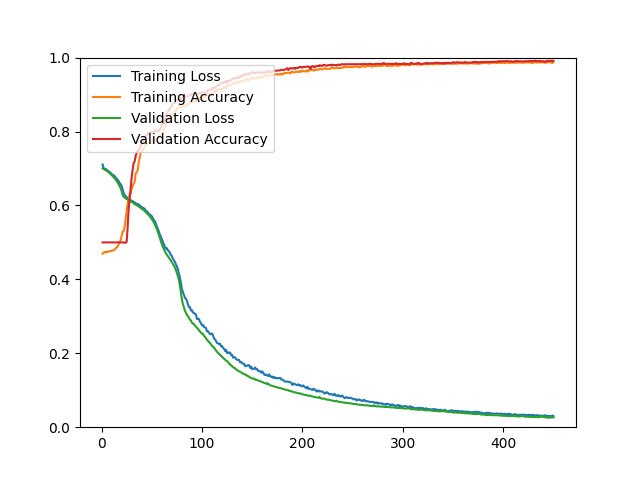 1.0
0.8
0.6
0.4
0.2
0.0
0 100 200 300 400
Training Loss
Training Accuracy
Validation Loss
Validation Accuracy